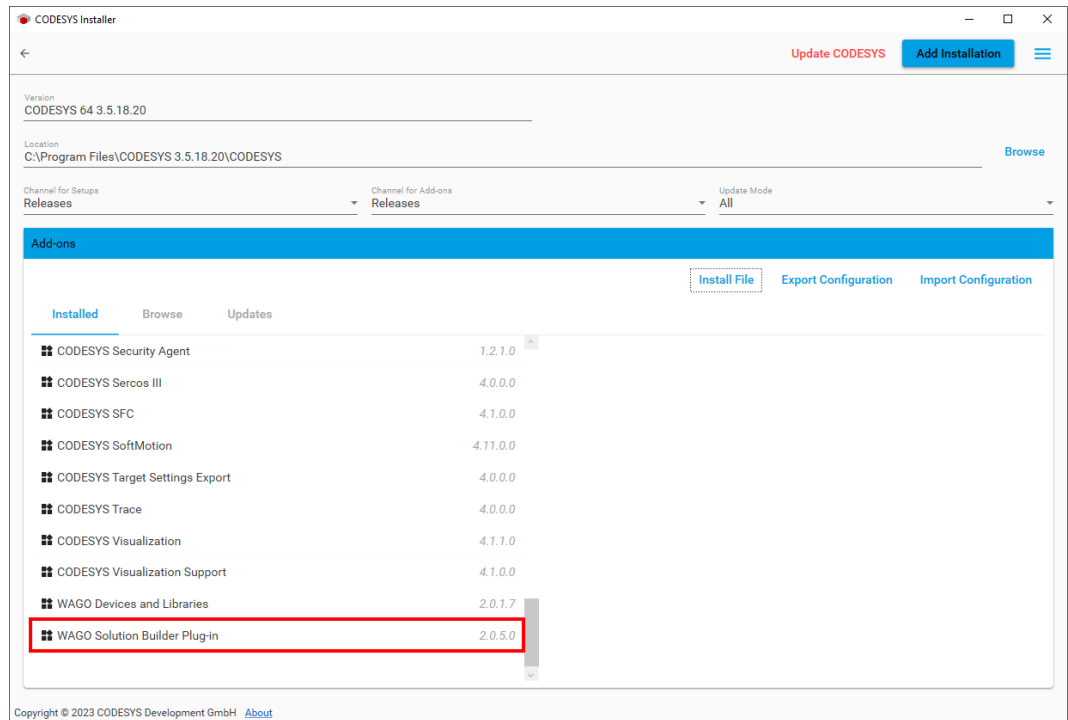 CODESYS Installer
Update CODESYS Add Installation
Version
CODESYS 64 3.5.18.20
Location
C:\Program Files\CODESYS 3.5.18.20\CODESYS Browse
Channel for Setups Channel for Add-ons Update Mode
Releases Releases All
Add-ons
Install File Export Configuration Import Configuration
Installed Browse Updates
CODESYS Security Agent 1.2.1.0
CODESYS Sercos III 4.0.0.0
CODESYS SFC 4.1.0.0
CODESYS SoftMotion 4.11.0.0
CODESYS Target Settings Export 4.0.0.0
CODESYS Trace 4.0.0.0
CODESYS Visualization 4.1.1.0
CODESYS Visualization Support 4.1.0.0
WAGO Devices and Libraries 2.0.1.7
WAGO Solution Builder Plug-in 2.0.5.0
Copyright © 2023 CODESYS Development GmbH About